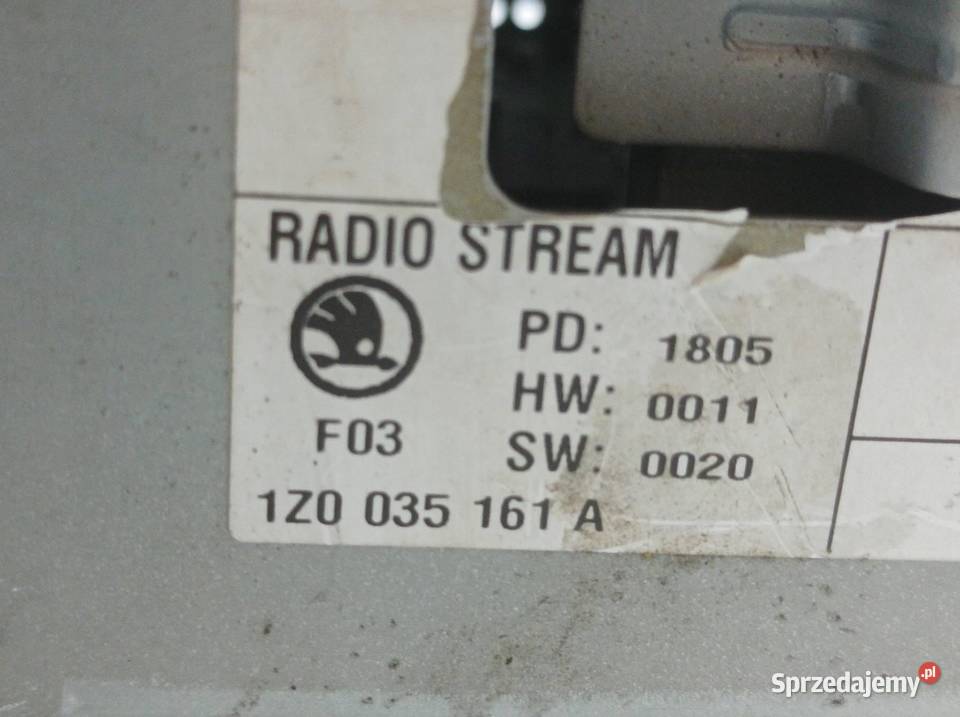 RADIO STREAM
PD: 1805
HW: 0011
F03
SW: 0020
1Z0 035 161 A
Sprzedajemy.pl